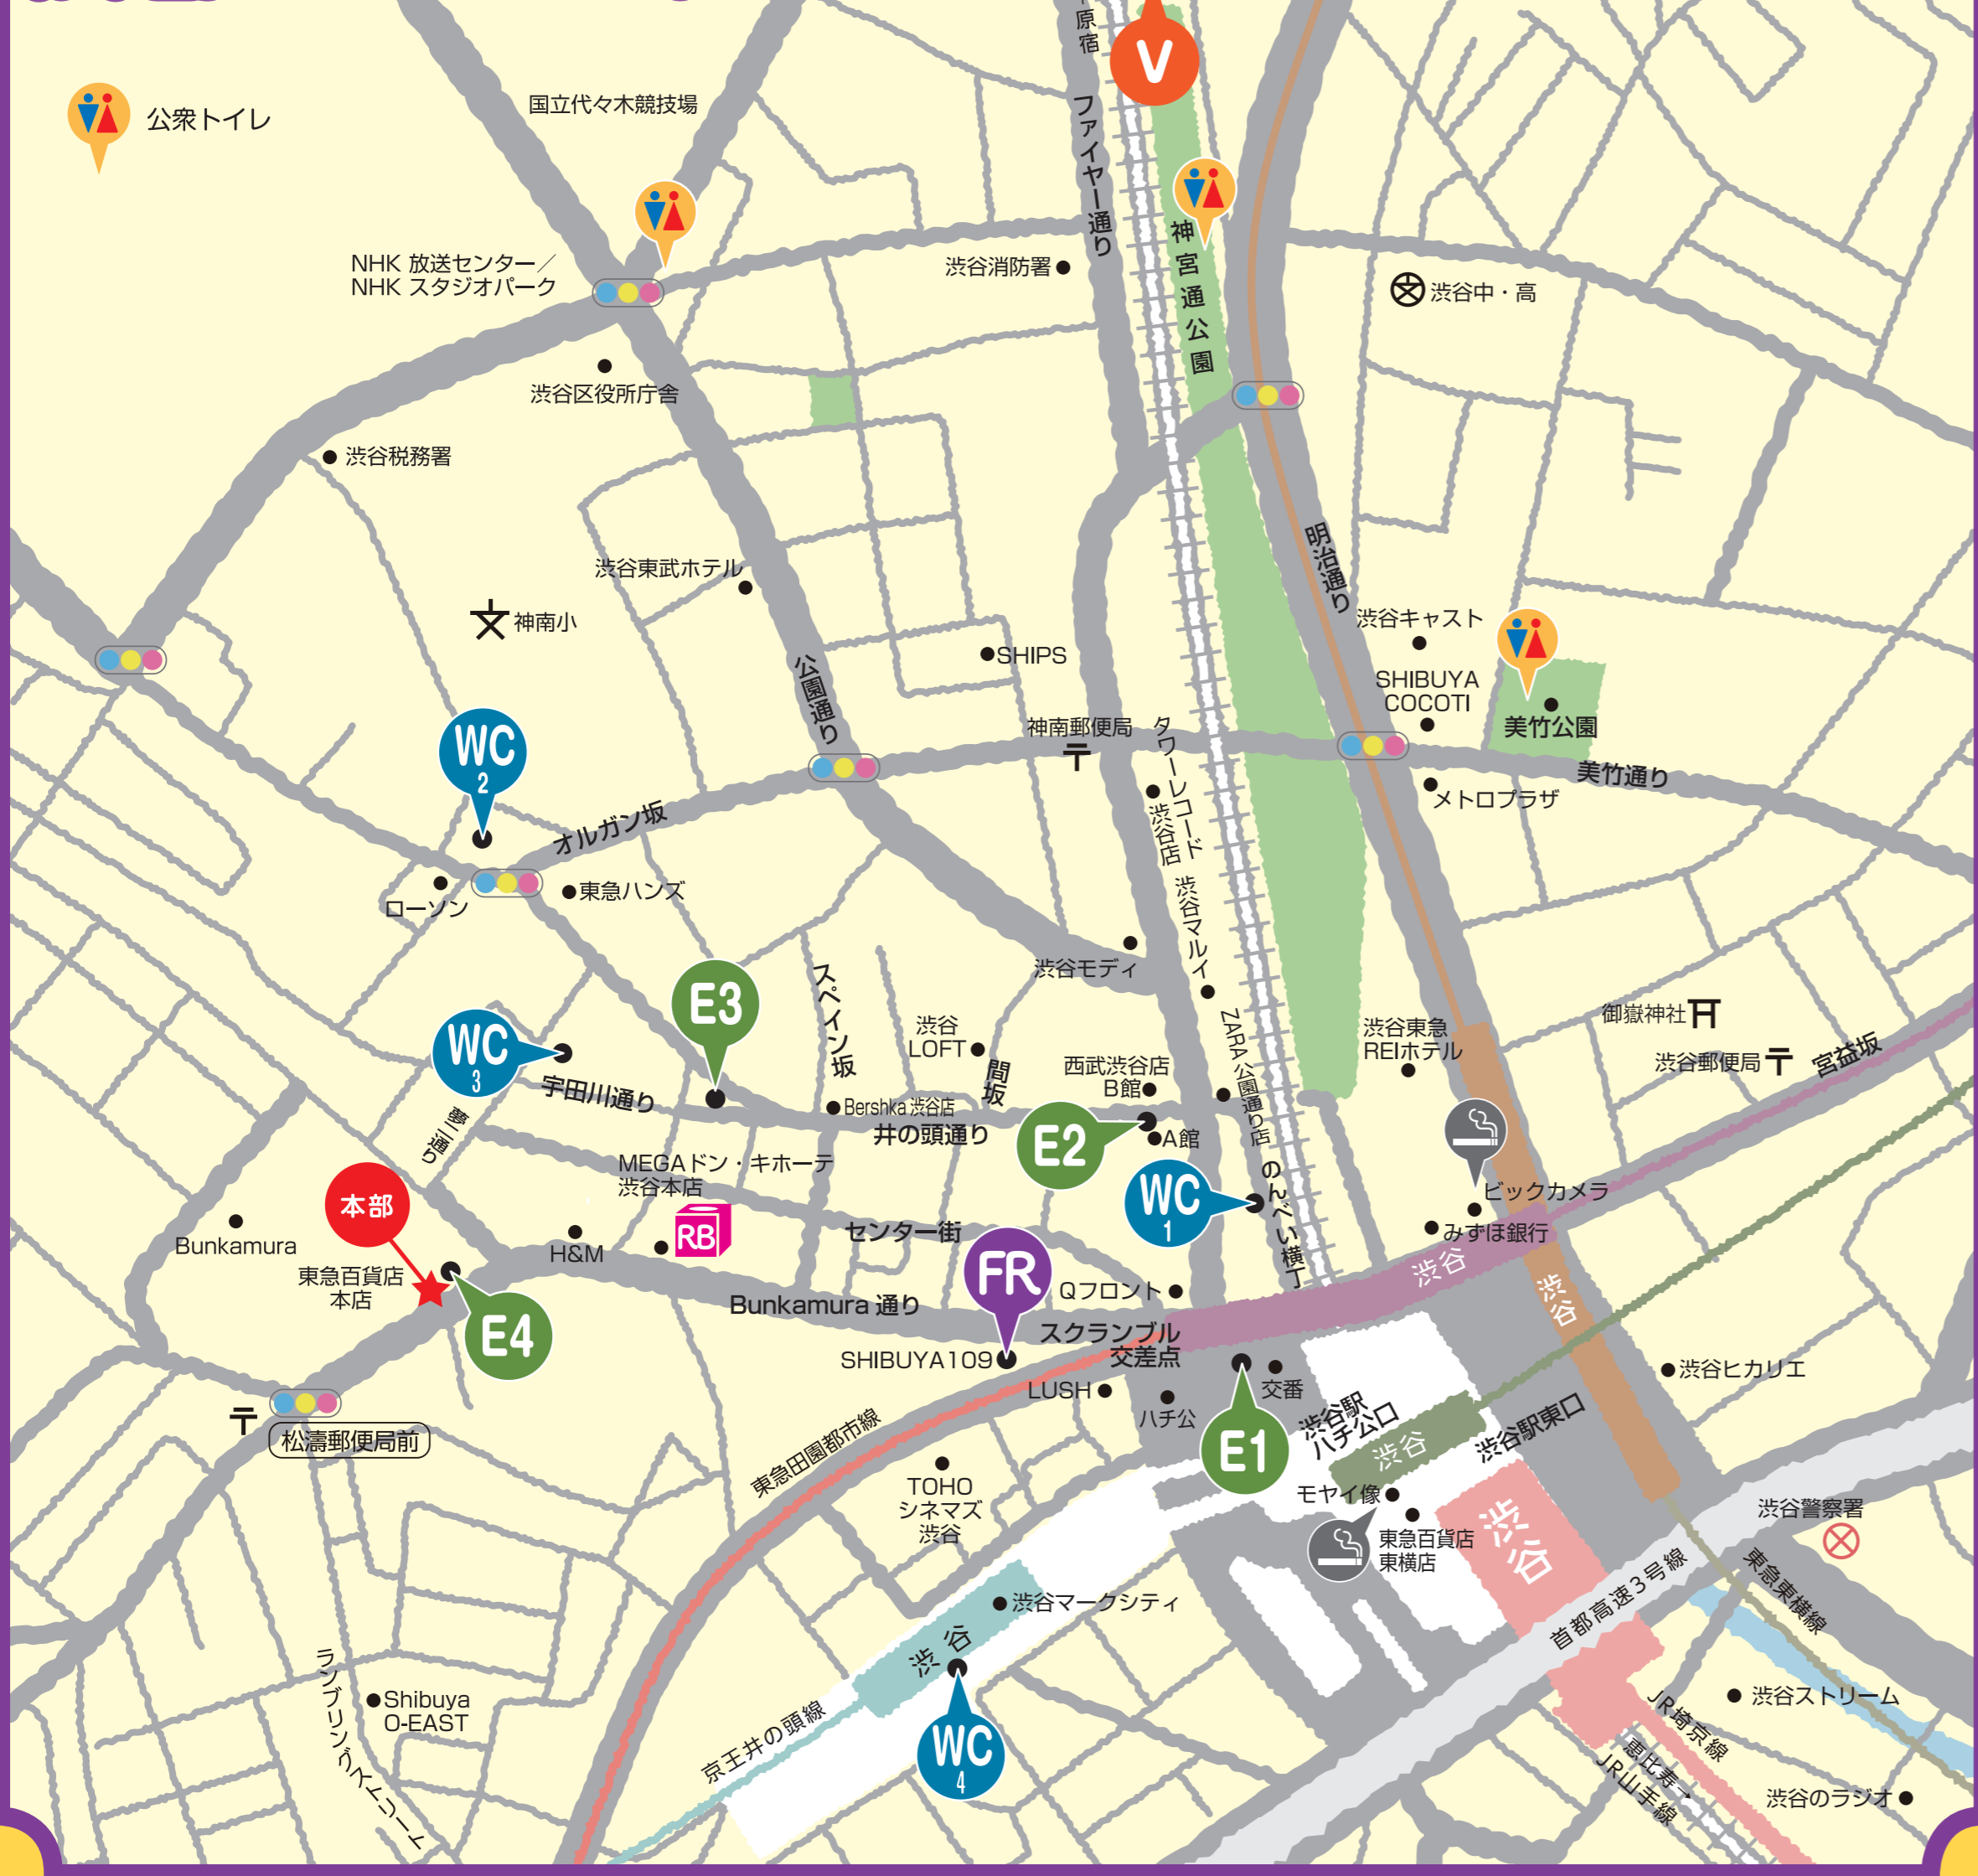 公衆トイレ
国立代々木競技場
原宿
ファイヤー通り
V
神宮通公園
NHK 放送センター／
NHK スタジオパーク
渋谷消防署
渋谷中・高
渋谷区役所庁舎
渋谷税務署
明治通り
渋谷東武ホテル
神南小
渋谷キャスト
SHIPS
SHIBUYA
COCOTI
公園通り
美竹公園
神南郵便局
〒
タワーレコード
渋谷店
美竹通り
メトロプラザ
WC
2
オルガン坂
東急ハンズ
ローソン
渋谷マルイ
渋谷モディ
スペイン坂
E3
渋谷
LOFT
間坂
ZARA 公園通り店
渋谷東急
REIホテル
御嶽神社
渋谷郵便局 〒
宮益坂
WC
3
宇田川通り
西武渋谷店
B館
Bershka 渋谷店
井の頭通り
E2
A館
夢二通り
MEGAドン・キホーテ
渋谷本店
RB
WC
1
のんべい横丁
ビックカメラ
みずほ銀行
本部
Bunkamura
H&M
センター街
東急百貨店
本店
E4
FR
Qフロント
渋谷
渋谷
Bunkamura 通り
スクランブル
交差点
SHIBUYA109
LUSH
ハチ公
交番
E1
渋谷駅
ハチ公口
渋谷
渋谷駅東口
渋谷ヒカリエ
〒
松濤郵便局前
東急田園都市線
TOHO
シネマズ
渋谷
モヤイ像
東急百貨店
東横店
渋谷
渋谷警察署
首都高速3号線
東急東横線
渋谷マークシティ
渋谷
WC
4
京王井の頭線
ランブリングストリート
Shibuya
O-EAST
渋谷ストリーム
JR埼京線
恵比寿→
JR山手線
渋谷のラジオ